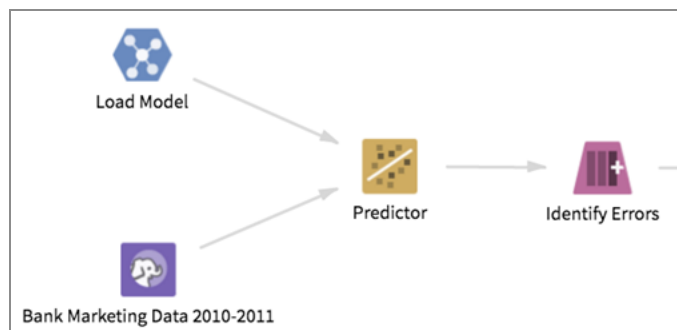 Load Model
Predictor
Identify Errors
Bank Marketing Data 2010-2011